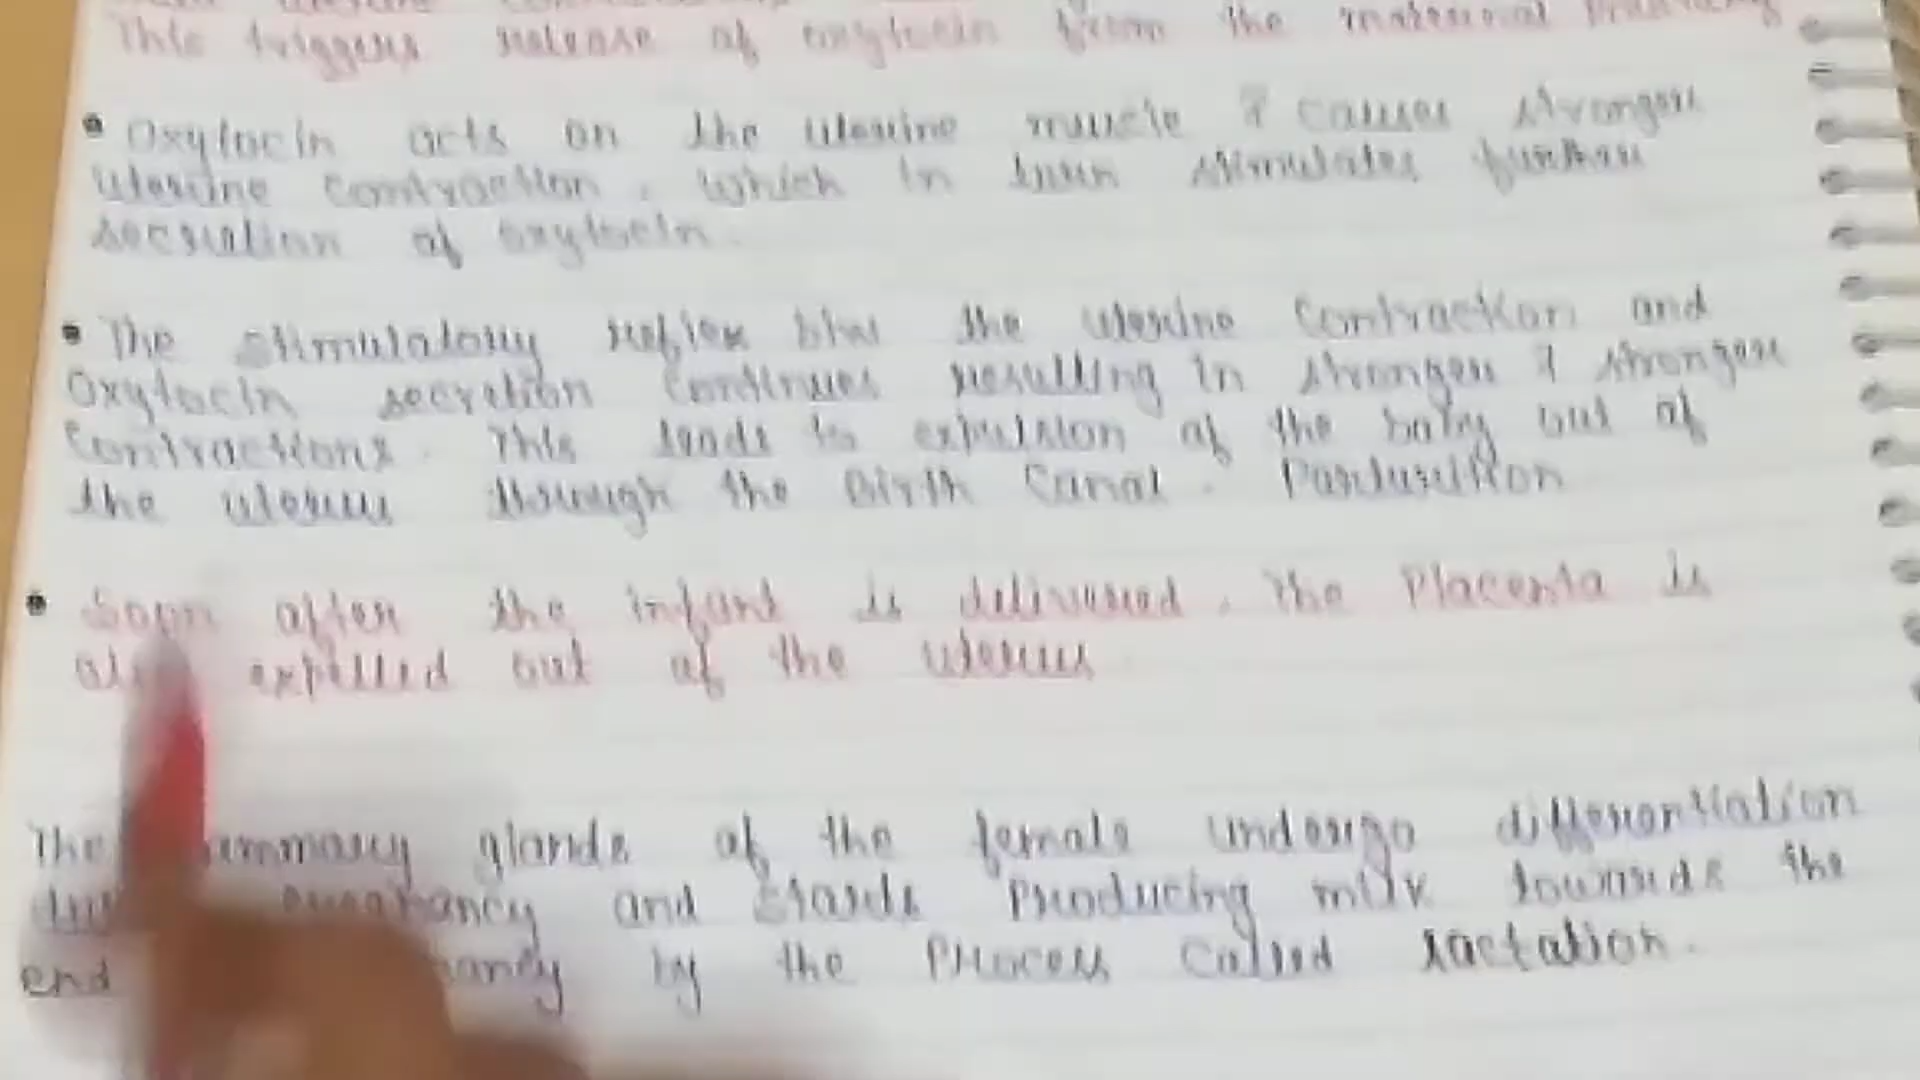 This triggers release of oxytocin from the maternal pituitary
• Oxytocin acts on the uterine muscle & causes stronger
uterine contraction, which in turn stimulates further
secretion of oxytocin.
• The stimulatory reflex btw the uterine contraction and
oxytocin secretion continues resulting in stronger & stronger
contractions. This leads to expulsion of the baby out of
the uterus through the Birth Canal. Parturition
• Soon after the infant is delivered, the Placenta is
also expelled out of the uterus
The mammary glands of the female undergo differentiation
pregnancy and starts Producing milk towards the
end by the Process Called lactation.